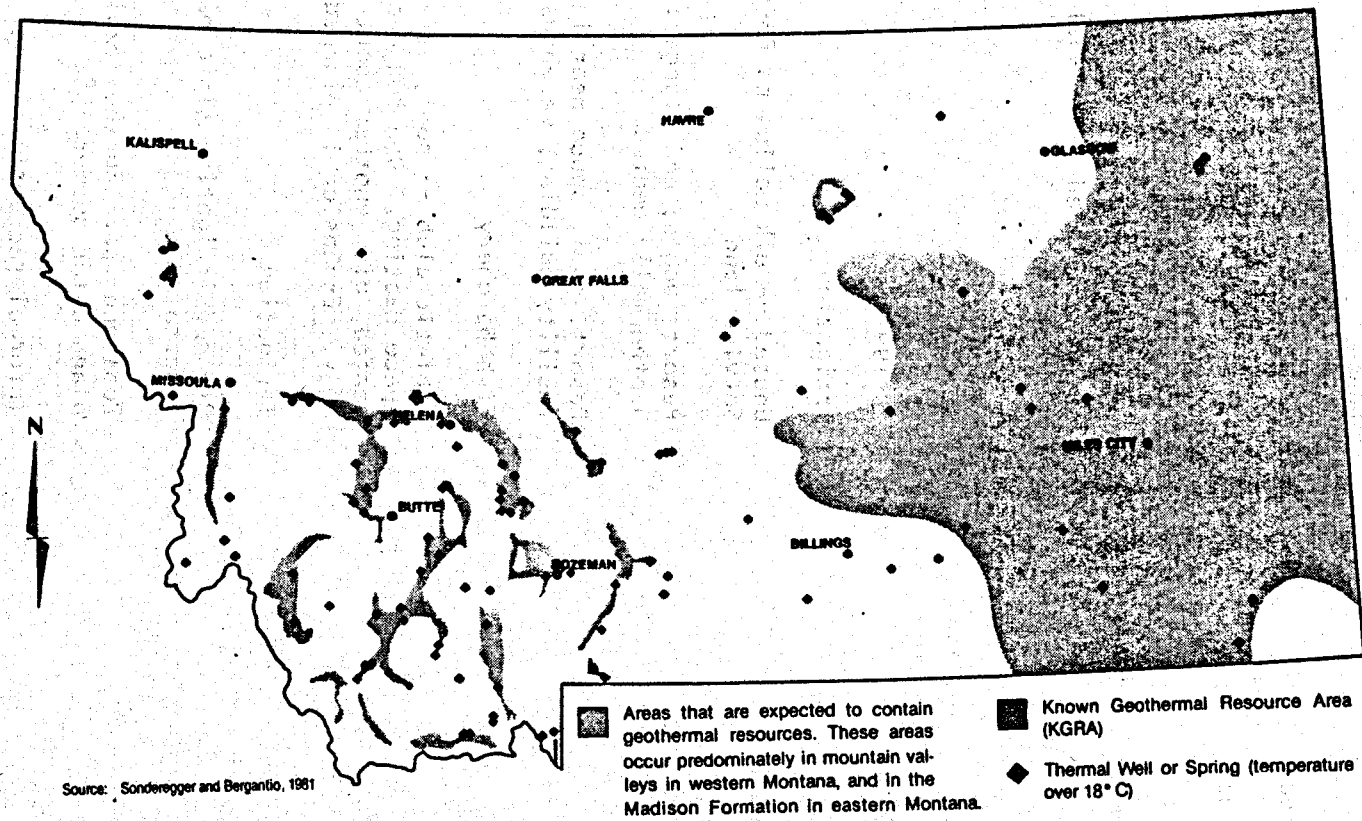 HAVRE
KALISPELL
GLASGOW
GREAT FALLS
MISSOULA
HELENA
N
MILES CITY
BUTTE
BILLINGS
BOZEMAN
Areas that are expected to contain
geothermal resources. These areas
occur predominately in mountain val-
leys in western Montana, and in the
Madison Formation in eastern Montana.
Known Geothermal Resource Area
(KGRA)
Thermal Well or Spring (temperature
over 18° C)
Source: Sonderegger and Bergantio, 1981